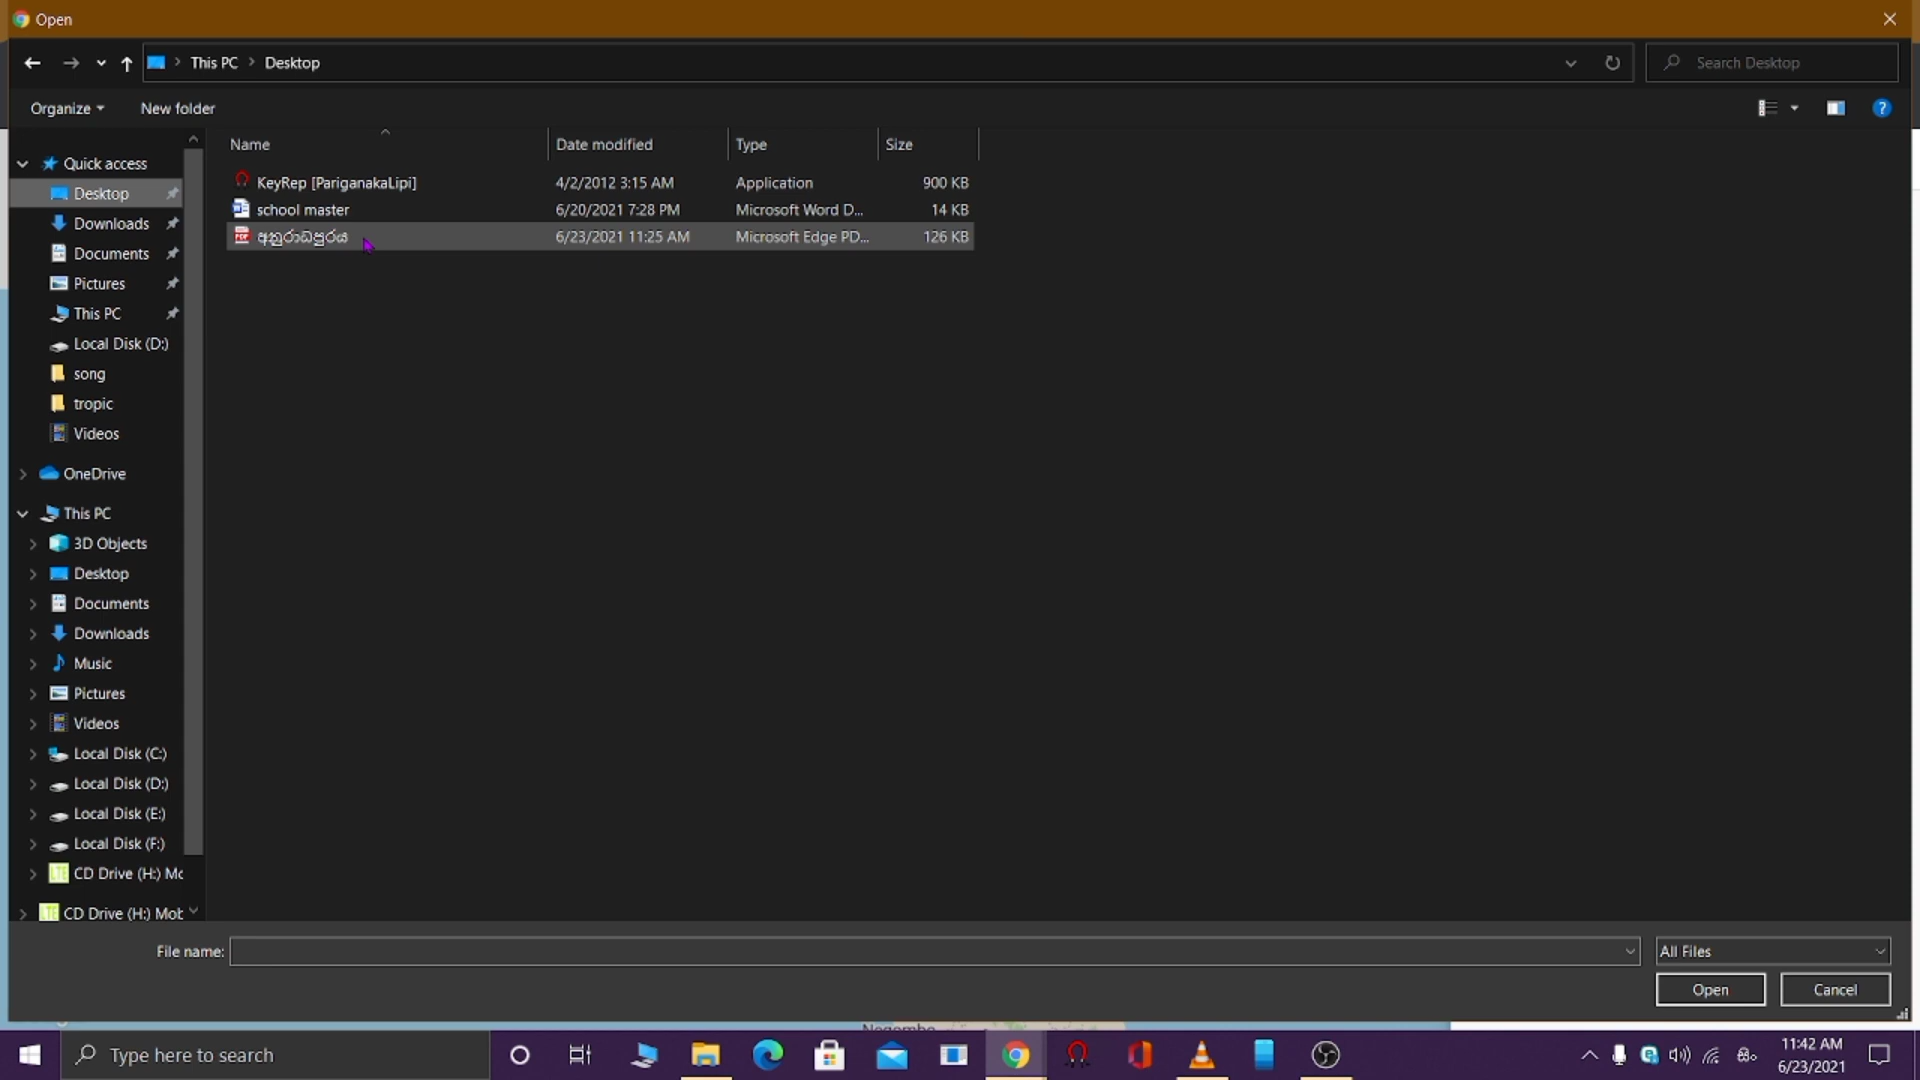 Open
This PC > Desktop
Search Desktop
Organize
New folder
Name
Date modified
Type
Size
KeyRep [PariganakaLipi] 4/2/2012 3:15 AM Application 900 KB
school master 6/20/2021 7:28 PM Microsoft Word D... 14 KB
අනුරාඩපුරය 6/23/2021 11:25 AM Microsoft Edge PD... 126 KB
Quick access
Desktop
Downloads
Documents
Pictures
This PC
Local Disk (D:)
song
tropic
Videos
OneDrive
This PC
3D Objects
Desktop
Documents
Downloads
Music
Pictures
Videos
Local Disk (C:)
Local Disk (D:)
Local Disk (E:)
Local Disk (F:)
CD Drive (H:) Mc
CD Drive (H:) Mob
File name:
All Files
Open
Cancel
Negombo
Type here to search
11:42 AM
6/23/2021